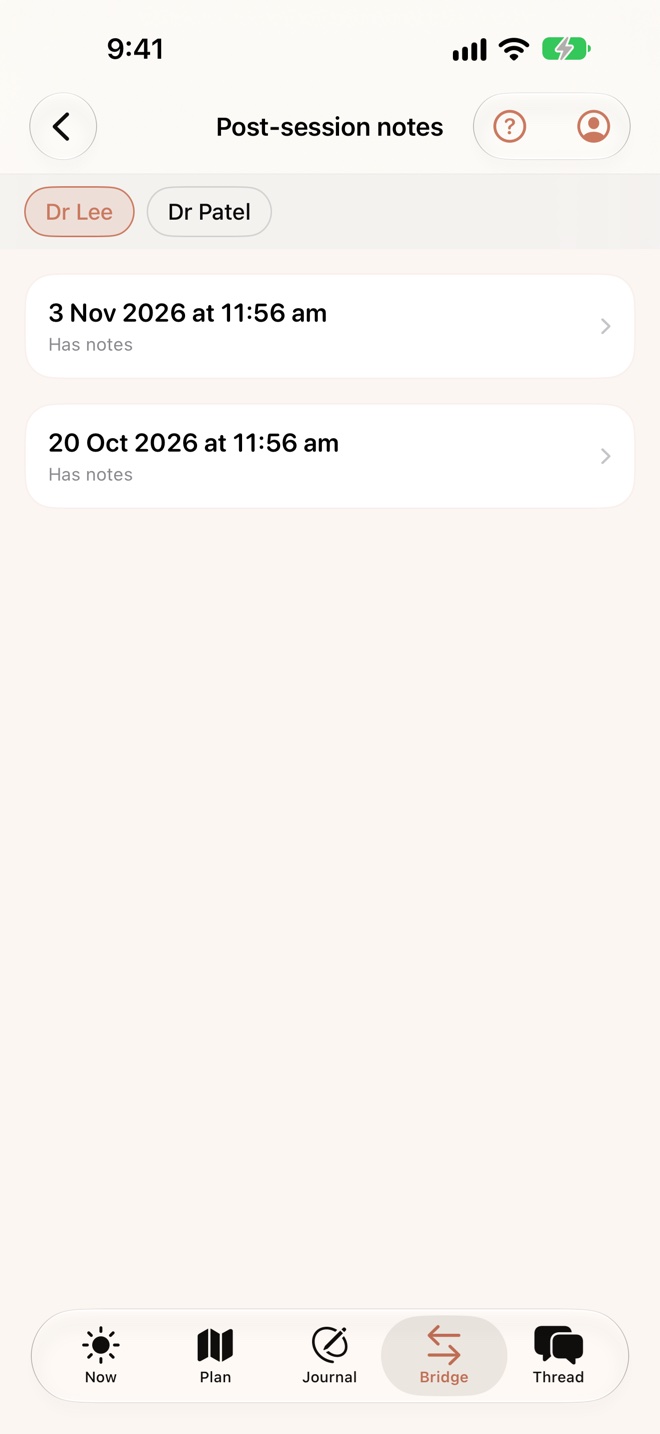 9:41
Post-session notes
?
Dr Lee
Dr Patel
3 Nov 2026 at 11:56 am
Has notes
20 Oct 2026 at 11:56 am
Has notes
Now
Plan
Journal
Bridge
Thread